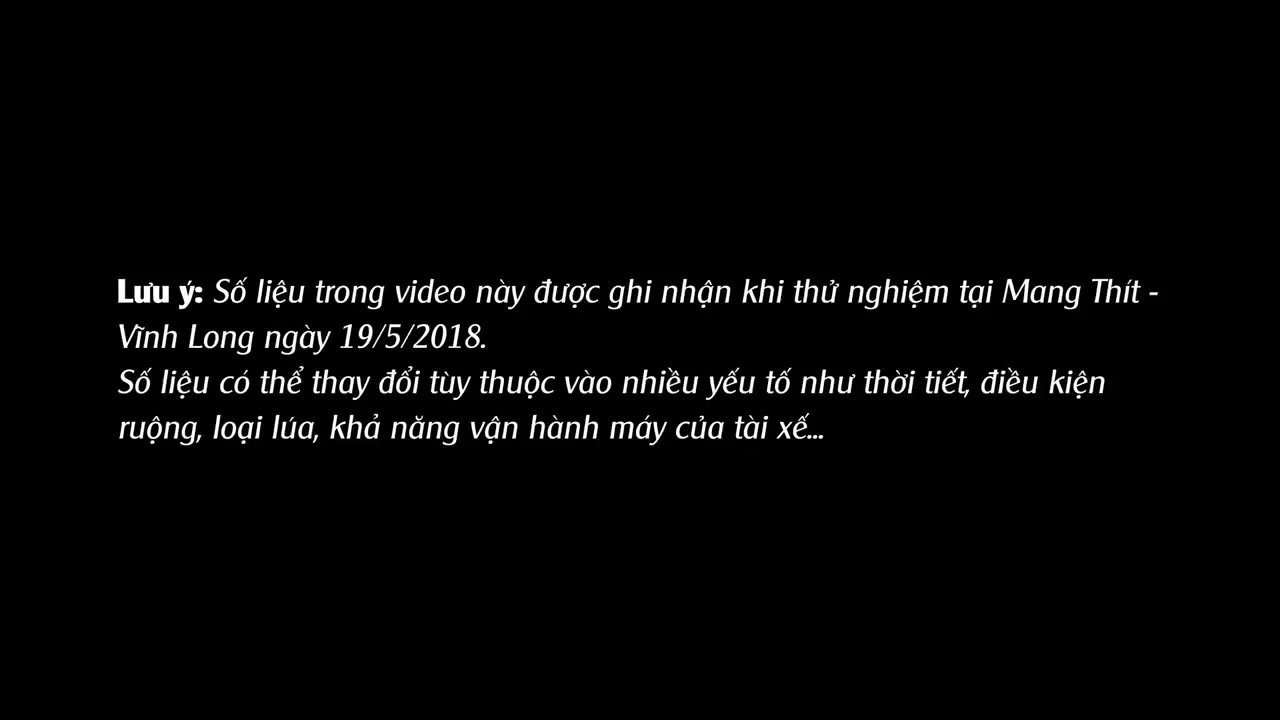 Lưu ý: Số liệu trong video này được ghi nhận khi thử nghiệm tại Mang Thít -
Vĩnh Long ngày 19/5/2018.
Số liệu có thể thay đổi tùy thuộc vào nhiều yếu tố như thời tiết, điều kiện
ruộng, loại lúa, khả năng vận hành máy của tài xế...